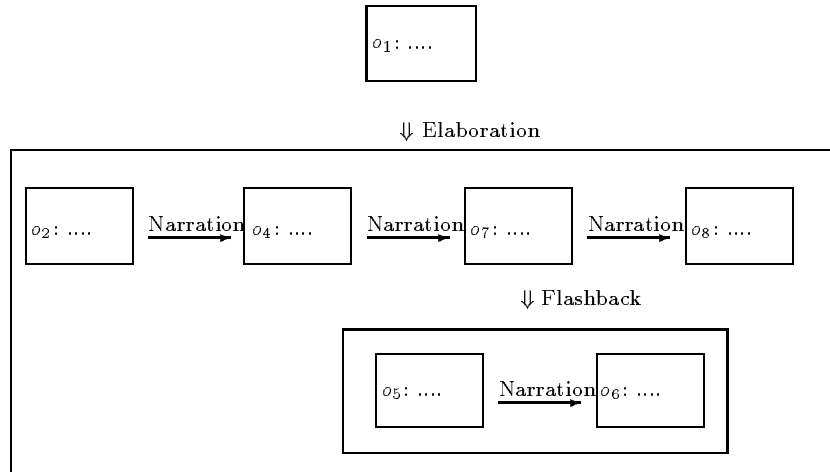 o1: ....
⇓ Elaboration
o2: .... Narration o4: .... Narration o7: .... Narration o8: ....
⇓ Flashback
o5: .... Narration o6: ....